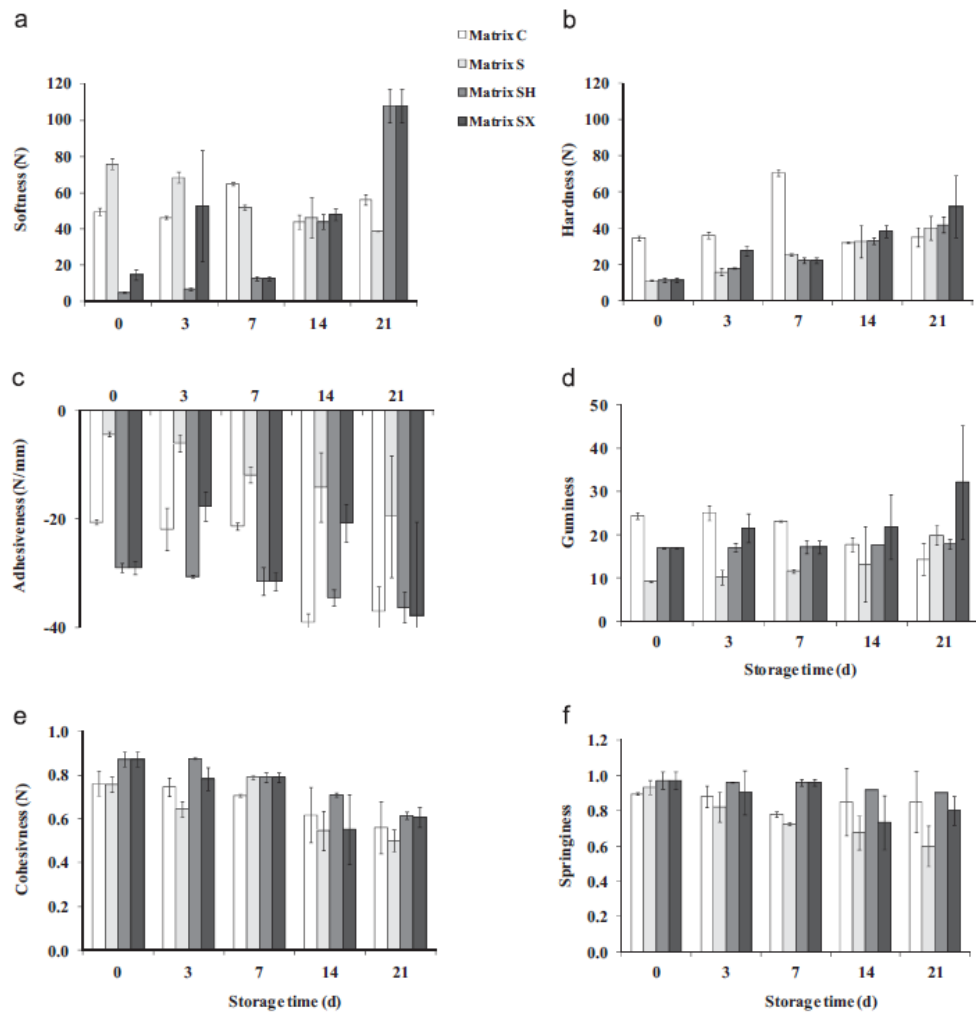 a
Matrix C
Matrix S
Matrix SH
Matrix SX
Softness (N)
120
100
80
60
40
20
0
0 3 7 14 21
b
Hardness (N)
120
100
80
60
40
20
0
0 3 7 14 21
c
0 3 7 14 21
Adhesiveness (N/mm)
0
-20
-40
d
Guminess
50
40
30
20
10
0
0 3 7 14 21
Storage time (d)
e
Cohesivness (N)
1.0
0.8
0.6
0.4
0.2
0.0
0 3 7 14 21
Storage time (d)
f
Springiness
1.2
1.0
0.8
0.6
0.4
0.2
0.0
0 3 7 14 21
Storage time (d)